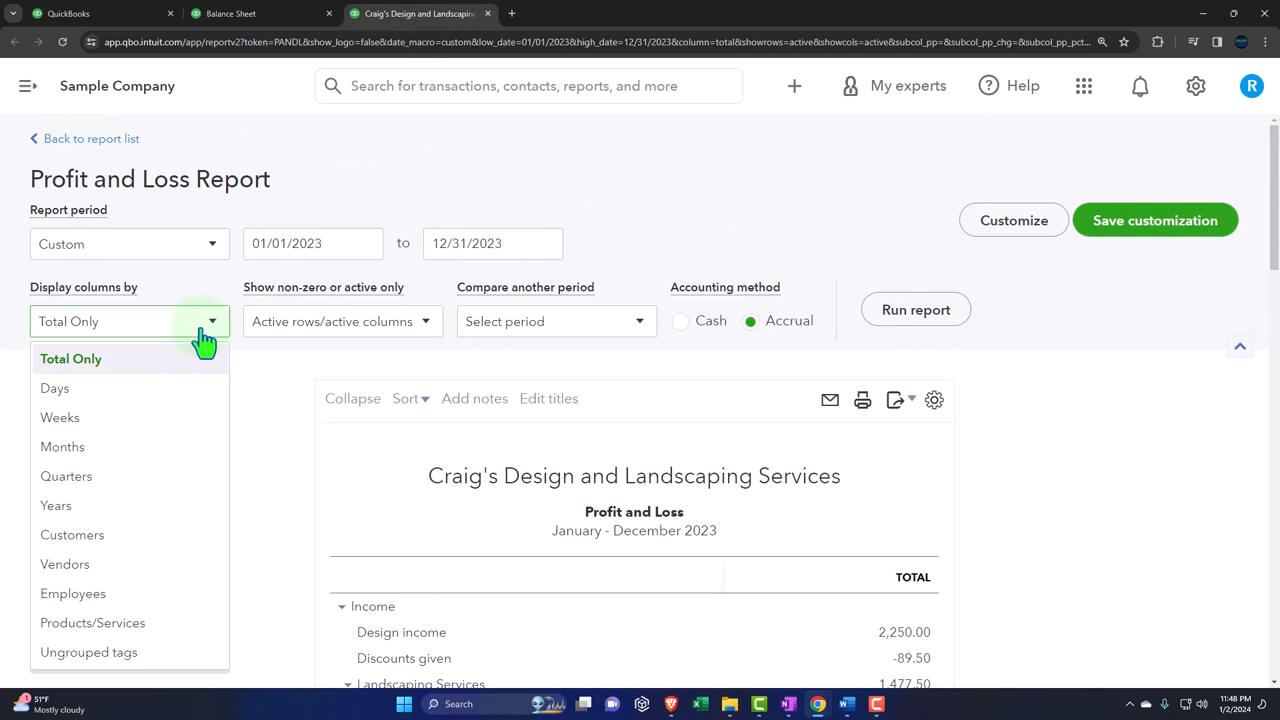 QuickBooks
Balance Sheet
Craig's Design and Landscaping
app.qbo.intuit.com/app/reportv2?token=PANDL&show_logo=false&date_macro=custom&low_date=01/01/2023&high_date=12/31/2023&column=total&showrows=active&showcols=active&subcol_pp=&subcol_pp_chg=&subcol_pp_pct...
Sample Company
Search for transactions, contacts, reports, and more
My experts
Help
R
Back to report list
Profit and Loss Report
Report period
Custom
01/01/2023
to
12/31/2023
Customize
Save customization
Display columns by
Show non-zero or active only
Compare another period
Accounting method
Total Only
Active rows/active columns
Select period
Cash
Accrual
Run report
Total Only
Days
Weeks
Months
Quarters
Years
Customers
Vendors
Employees
Products/Services
Ungrouped tags
Collapse
Sort
Add notes
Edit titles
Craig's Design and Landscaping Services
Profit and Loss
January - December 2023
TOTAL
Income
Design income
2,250.00
Discounts given
-89.50
Landscaping Services
1,477.50
1
51°F
Mostly cloudy
Search
11:48 PM
1/2/2024